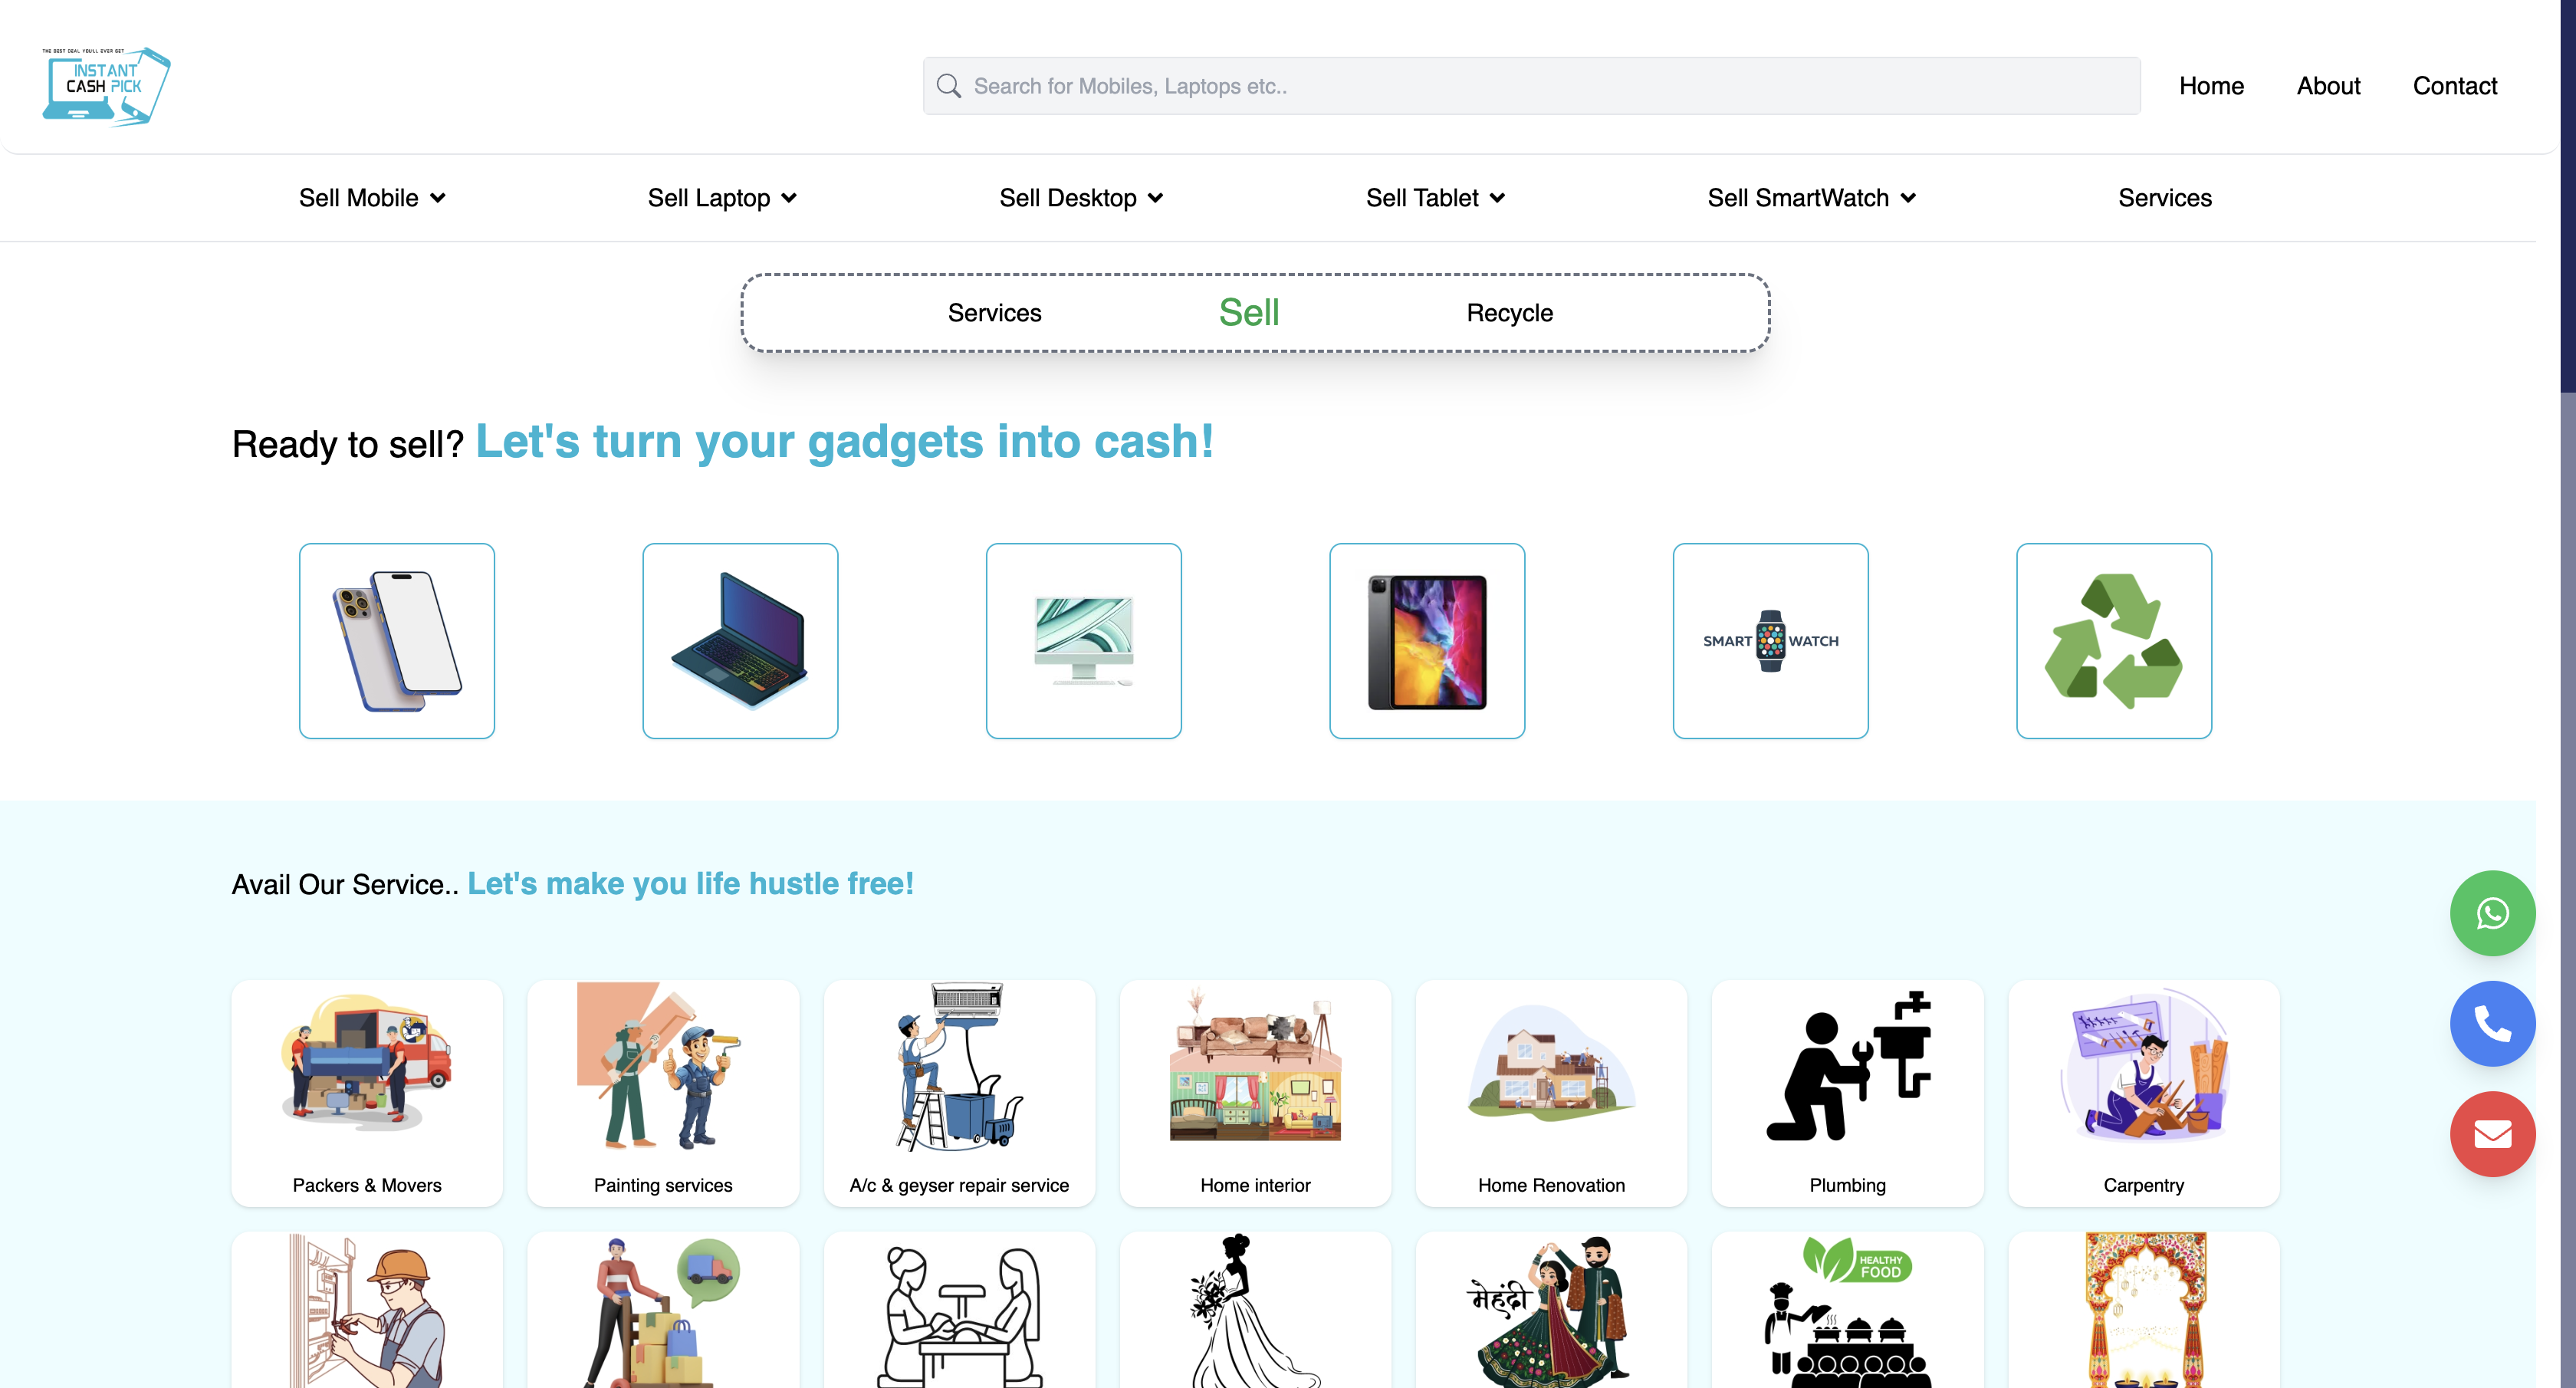 THE BEST DEAL YOULL EVER GET
INSTANT
CASH PICK
Search for Mobiles, Laptops etc..
Home About Contact
Sell Mobile Sell Laptop Sell Desktop Sell Tablet Sell SmartWatch Services
Services Sell Recycle
Ready to sell? Let's turn your gadgets into cash!
SMART WATCH
Avail Our Service.. Let's make you life hustle free!
Packers & Movers
Painting services
A/c & geyser repair service
Home interior
Home Renovation
Plumbing
Carpentry
मेहंदी
HEALTHY
FOOD